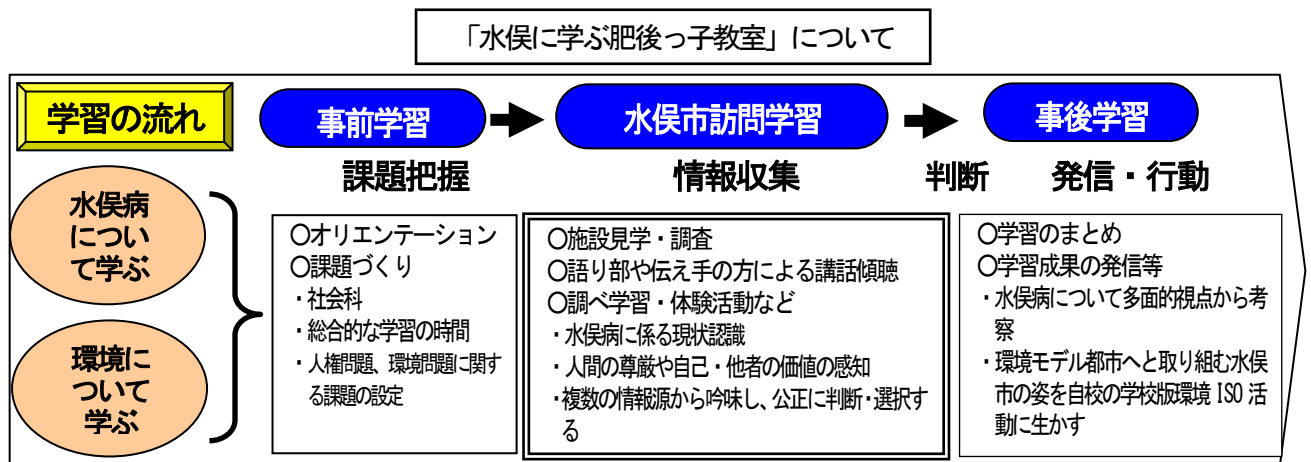 「水俣に学ぶ肥後っ子教室」について
学習の流れ
事前学習
水俣市訪問学習
事後学習
課題把握
情報収集
判断
発信・行動
水俣病
につい
て学ぶ
環境に
ついて
学ぶ
○オリエンテーション
○課題づくり
・社会科
・総合的な学習の時間
・人権問題、環境問題に関す
る課題の設定
○施設見学・調査
○語り部や伝え手の方による講話傾聴
○調べ学習・体験活動など
・水俣病に係る現状認識
・人間の尊厳や自己・他者の価値の感知
・複数の情報源から吟味し、公正に判断・選択す
る
○学習のまとめ
○学習成果の発信等
・水俣病について多面的視点から考
察
・環境モデル都市へと取り組む水俣
市の姿を自校の学校版環境 ISO 活
動に生かす